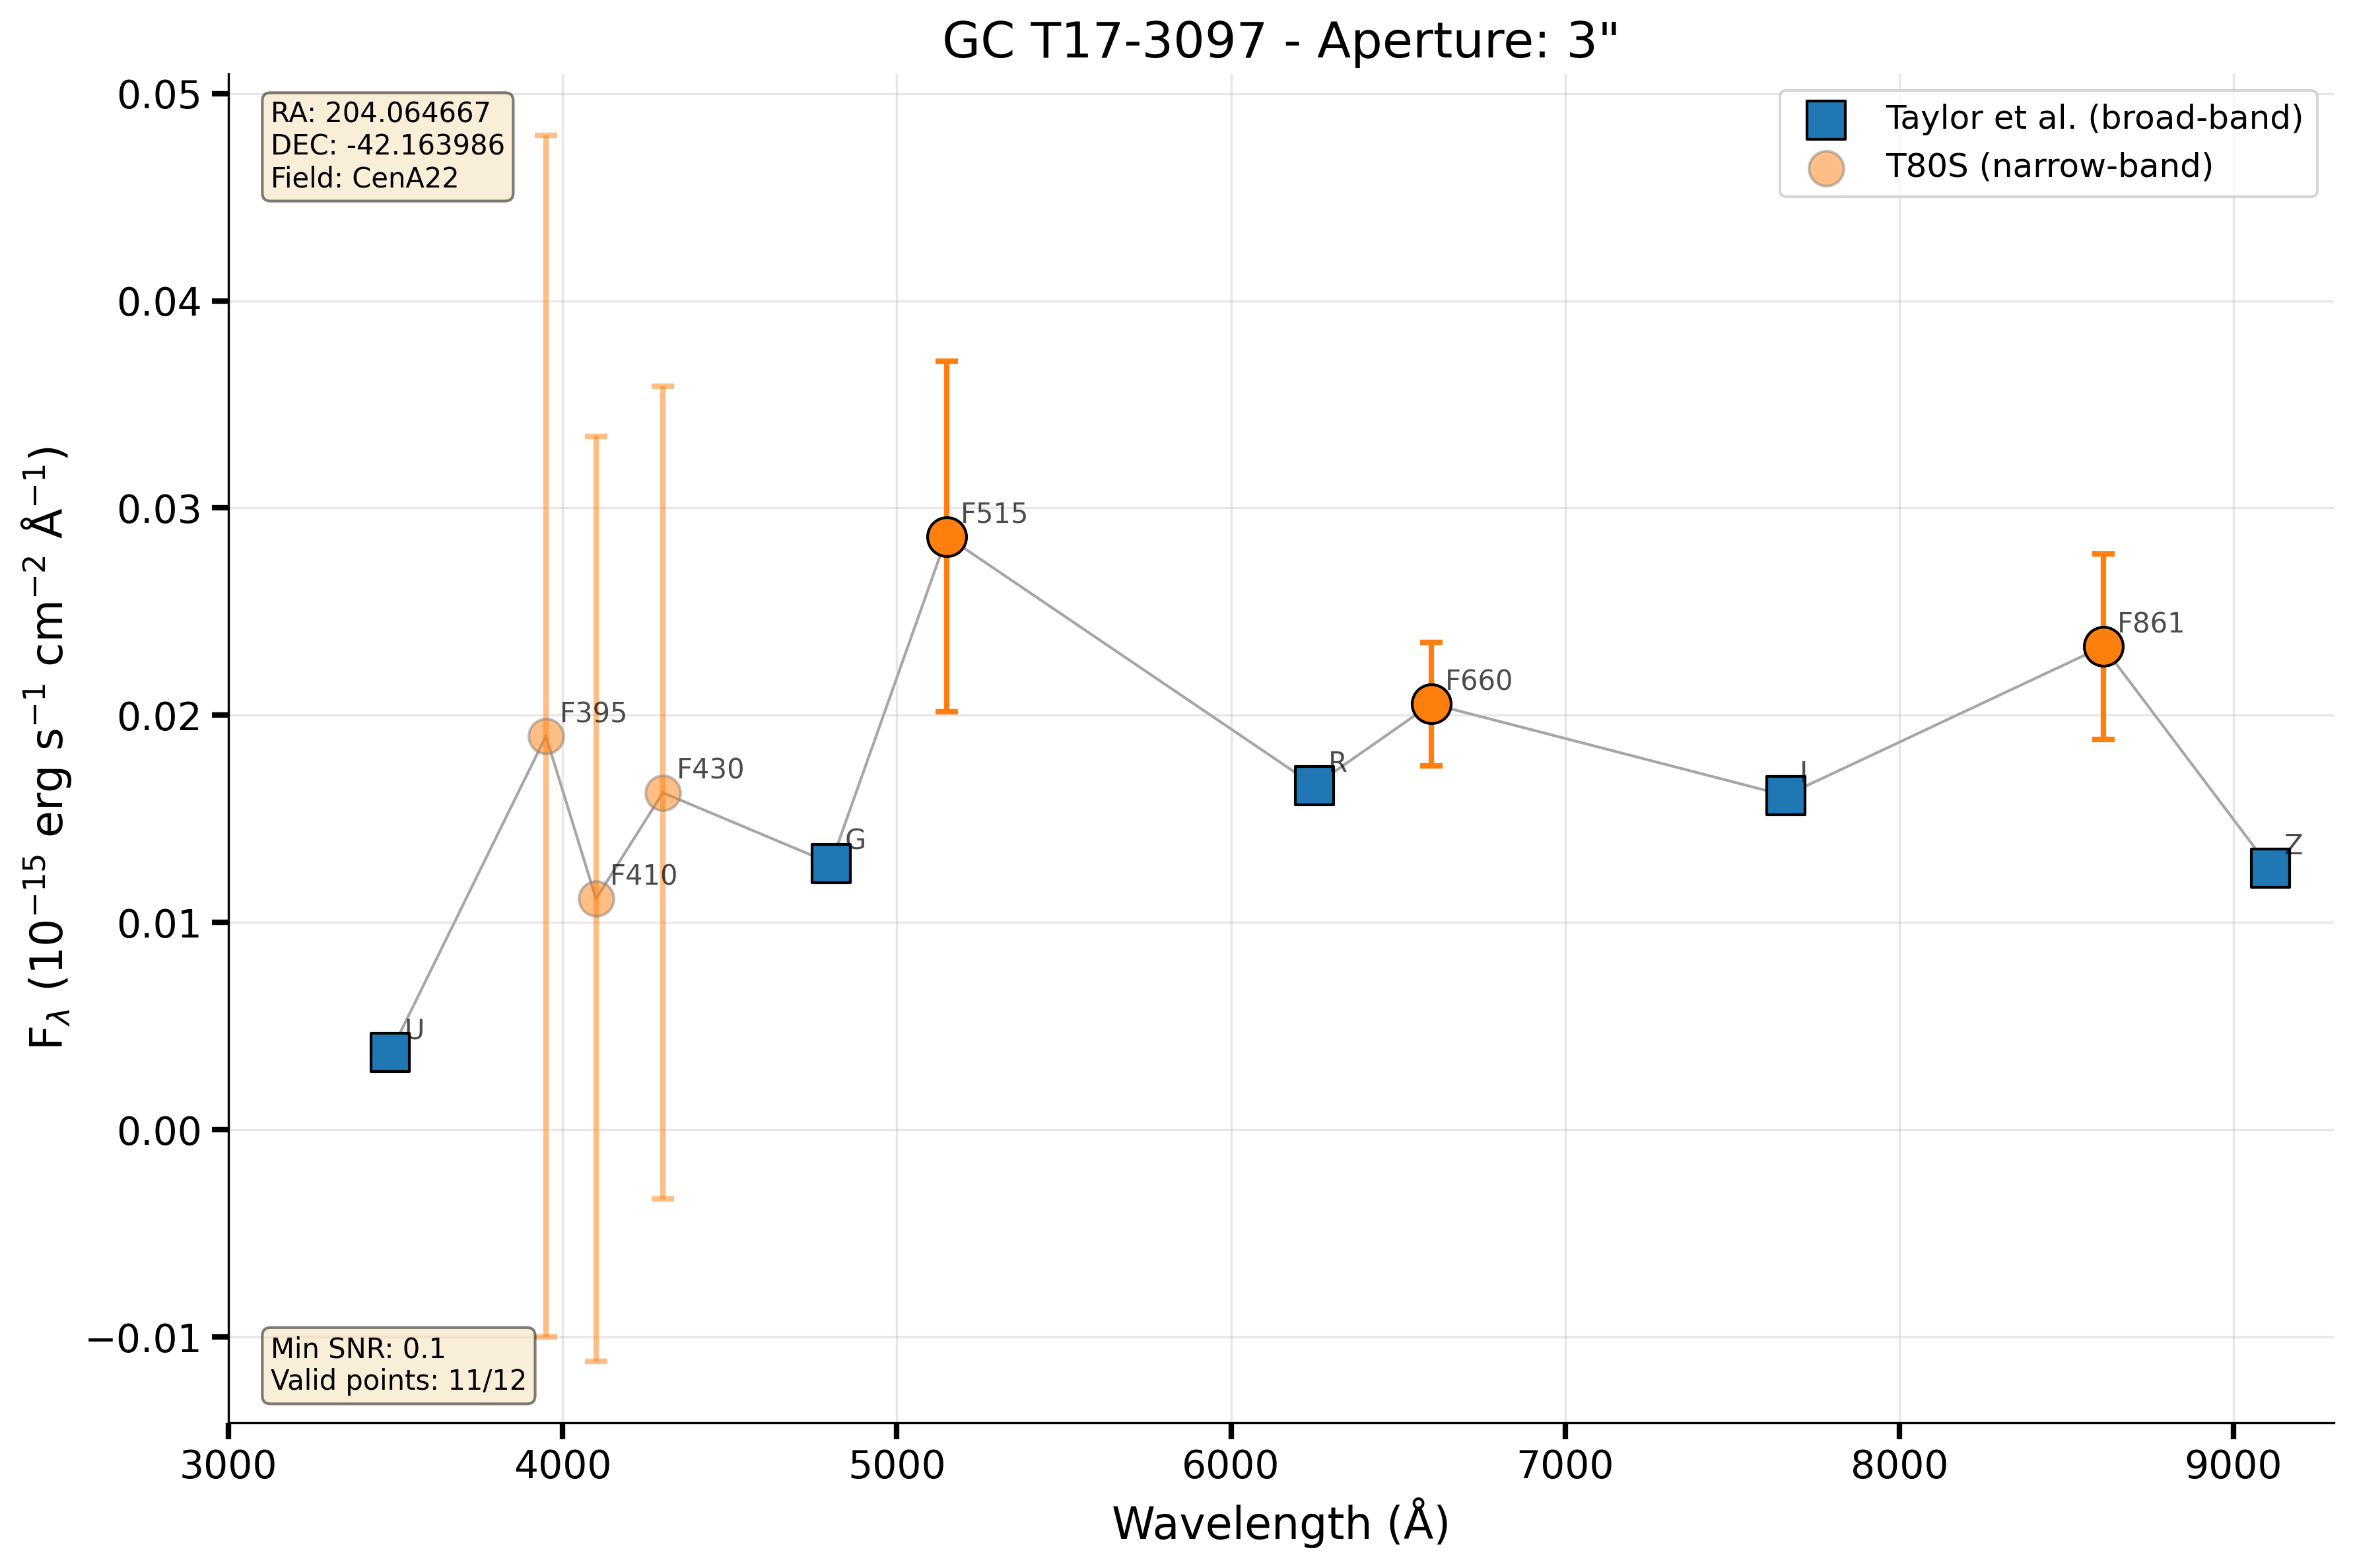 GC T17-3097 - Aperture: 3"
RA: 204.064667
DEC: -42.163986
Field: CenA22
Taylor et al. (broad-band)
T80S (narrow-band)
0.05
0.04
0.03
0.02
0.01
0.00
−0.01
F515
F861
F660
F395
F430
R
I
G
Z
F410
U
Min SNR: 0.1
Valid points: 11/12
3000 4000 5000 6000 7000 8000 9000
Wavelength (Å)
F_λ (10⁻¹⁵ erg s⁻¹ cm⁻² Å⁻¹)